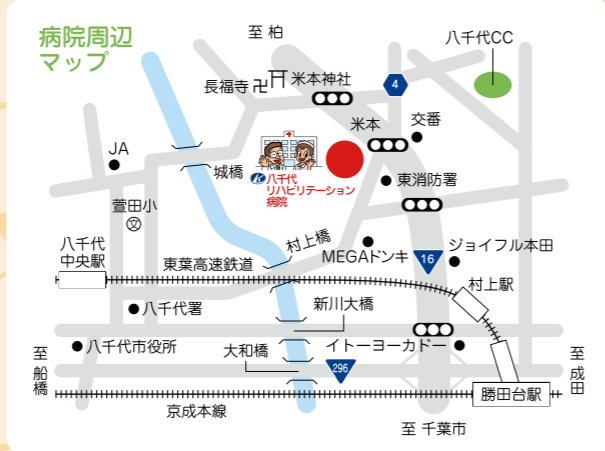 病院周辺
マップ
至 柏
八千代CC
長福寺 卍
米本神社
4
米本
交番
JA
城橋
K
八千代
リハビリテーション
病院
東消防署
萱田小
文
八千代
中央駅
東葉高速鉄道
村上橋
MEGAドンキ
16
ジョイフル本田
村上駅
八千代署
新川大橋
八千代市役所
大和橋
イトーヨーカドー
296
至 船橋
至 成田
京成本線
勝田台駅
至 千葉市